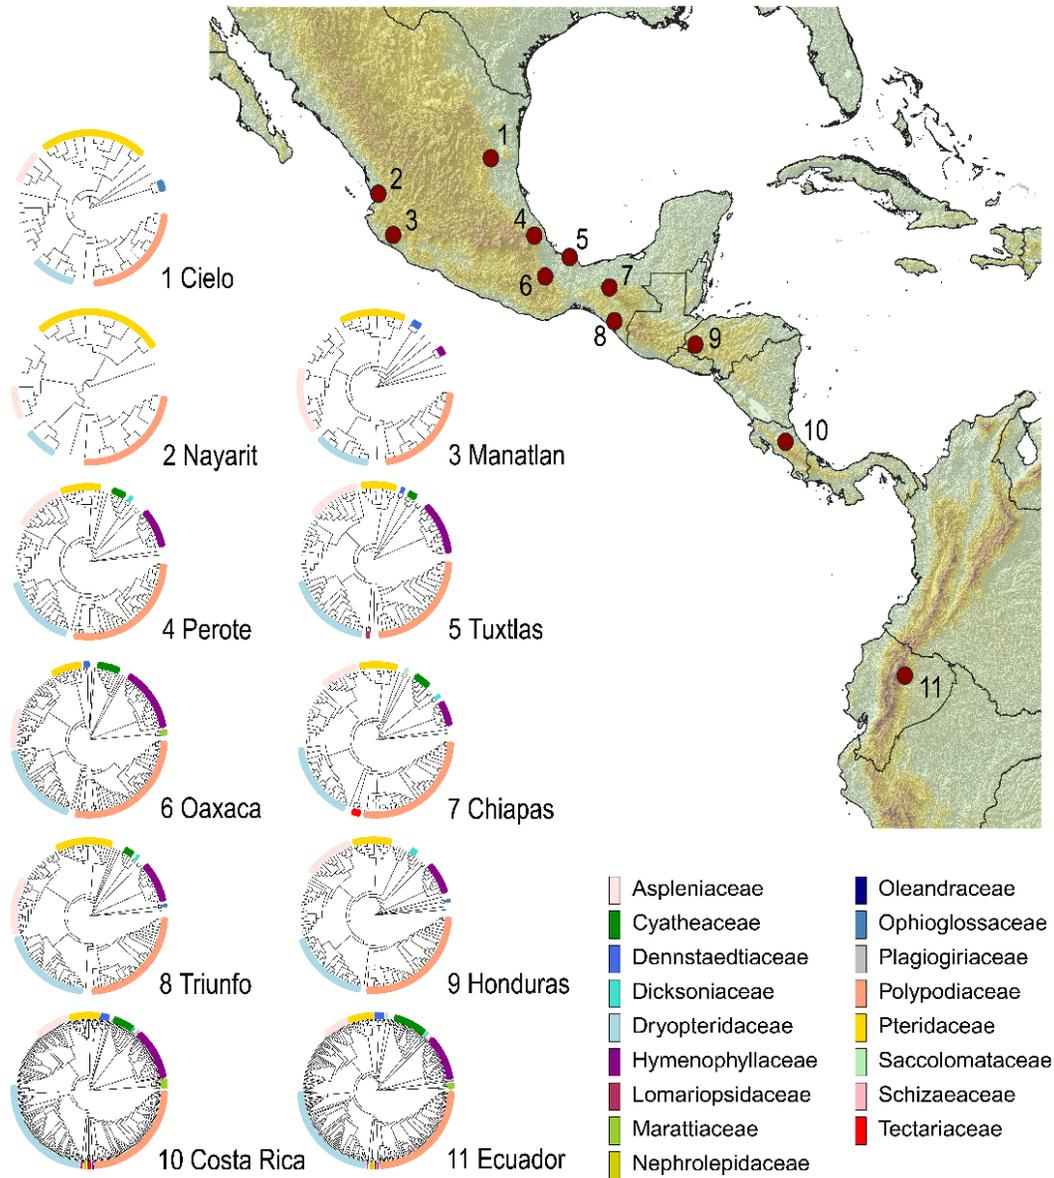 1
2
3
4
5
6
7
8
9
10
11
1 Cielo
2 Nayarit
3 Manatlan
4 Perote
5 Tuxtlas
6 Oaxaca
7 Chiapas
8 Triunfo
9 Honduras
10 Costa Rica
11 Ecuador
Aspleniaceae
Cyatheaceae
Dennstaedtiaceae
Dicksoniaceae
Dryopteridaceae
Hymenophyllaceae
Lomariopsidaceae
Marattiaceae
Nephrolepidaceae
Oleandraceae
Ophioglossaceae
Plagiogiriaceae
Polypodiaceae
Pteridaceae
Saccolomataceae
Schizaeaceae
Tectariaceae